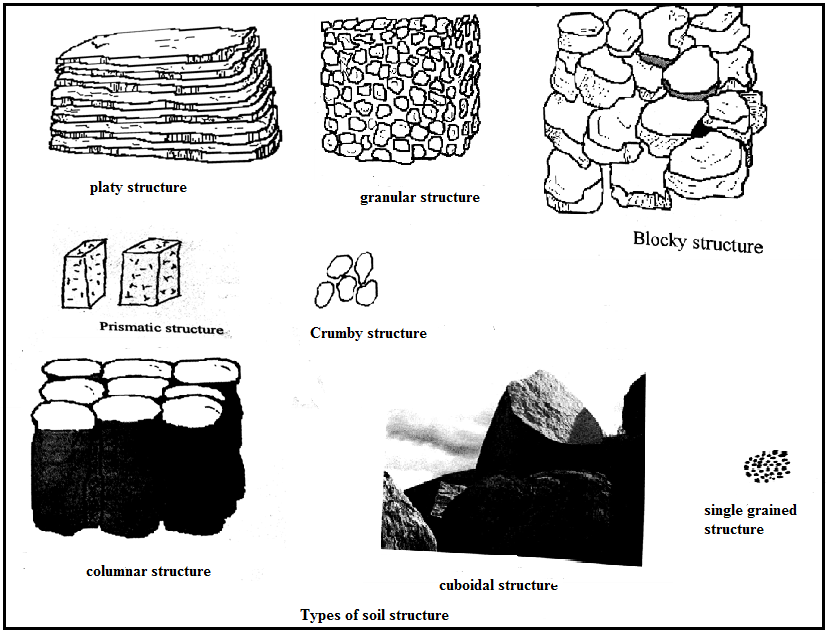 platy structure
granular structure
Blocky structure
Prismatic structure
Crumby structure
columnar structure
cuboidal structure
single grained
structure
Types of soil structure